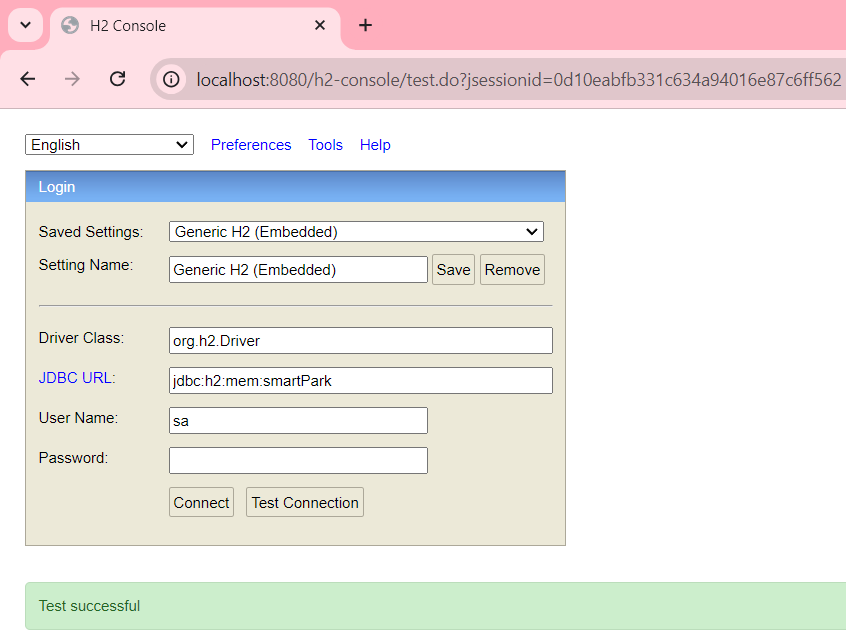 H2 Console
localhost:8080/h2-console/test.do?jsessionid=0d10eabfb331c634a94016e87c6ff562
English Preferences Tools Help
Login
Saved Settings: Generic H2 (Embedded)
Setting Name: Generic H2 (Embedded) Save Remove
Driver Class: org.h2.Driver
JDBC URL: jdbc:h2:mem:smartPark
User Name: sa
Password:
Connect Test Connection
Test successful